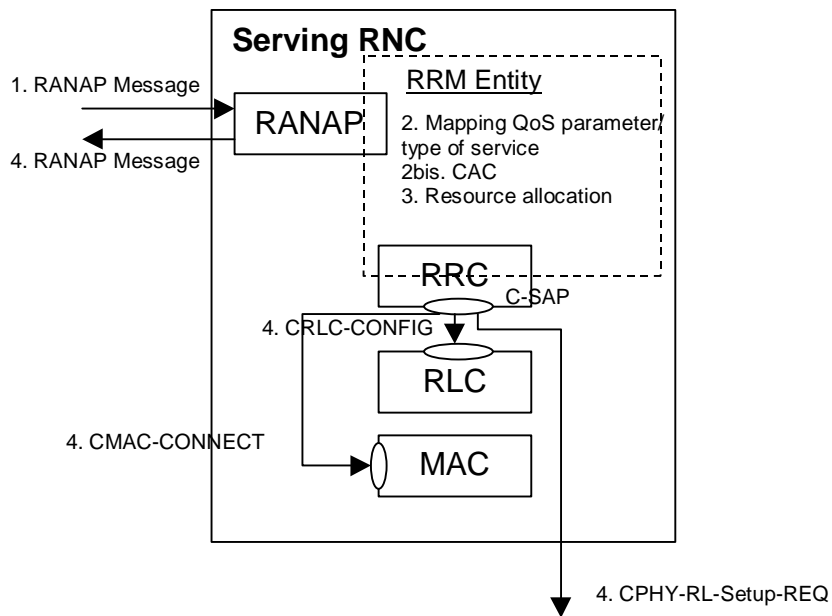 Serving RNC
RRM Entity
1. RANAP Message
RANAP
2. Mapping QoS parameter/
type of service
2bis. CAC
3. Resource allocation
4. RANAP Message
RRC
C-SAP
4. CRLC-CONFIG
RLC
4. CMAC-CONNECT
MAC
4. CPHY-RL-Setup-REQ